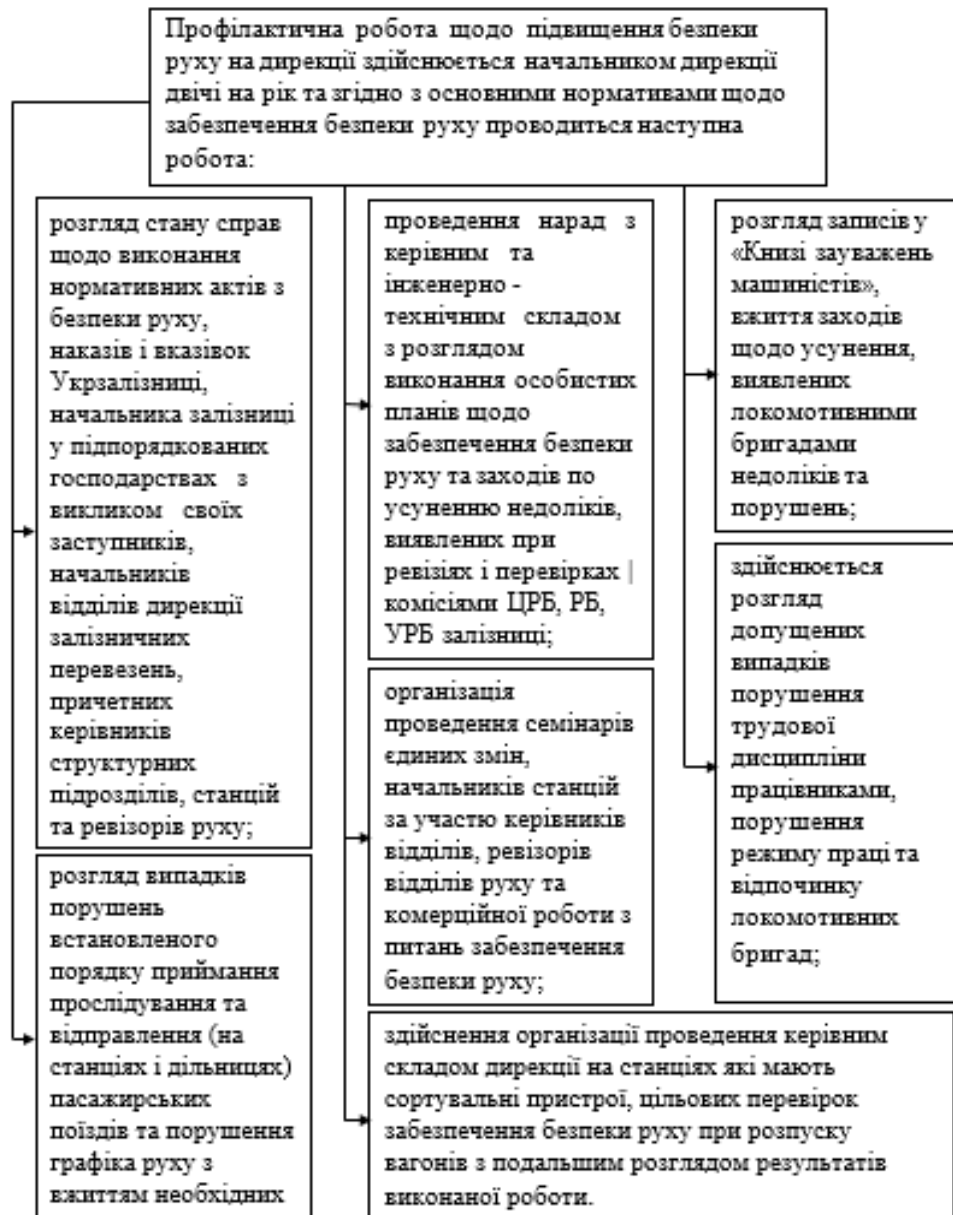 Профілактична робота щодо підвищення безпеки
руху на дирекції здійснюється начальником дирекції
двічі на рік та згідно з основними нормативами щодо
забезпечення безпеки руху проводиться наступна
робота:
розгляд стану справ
щодо виконання
нормативних актів з
безпеки руху,
наказів і вказівок
Укрзалізниці,
начальника залізниці
у підпорядкованих
господарствах з
викликом своїх
заступників,
начальників
відділів дирекції
залізничних
перевезень,
причетних
керівників
структурних
підрозділів, станцій
та ревізорів руху;
розгляд випадків
порушень
встановленого
порядку приймання
прослідування та
відправлення (на
станціях і дільницях)
пасажирських
поїздів та порушення
графіка руху з
вжиттям необхідних
проведення нарад з
керівним та
інженерно -
технічним складом
з розглядом
виконання особистих
планів щодо
забезпечення безпеки
руху та заходів по
усуненню недоліків,
виявлених при
ревізіях і перевірках |
комісіями ЦРБ, РБ,
УРБ залізниці;
організація
проведення семінарів
єдиних змін,
начальників станцій
за участю керівників
відділів, ревізорів
відділів руху та
комерційної роботи з
питань забезпечення
безпеки руху;
здійснення організації проведення керівним
складом дирекції на станціях які мають
сортувальні пристрої, цільових перевірок
забезпечення безпеки руху при розпуску
вагонів з подальшим розглядом результатів
виконаної роботи.
розгляд записів у
«Книзі зауважень
машиністів»,
вжиття заходів
щодо усунення,
виявлених
локомотивними
бригадами
недоліків та
порушень;
здійснюється
розгляд
допущених
випадків
порушення
трудової
дисципліни
працівниками,
порушення
режиму праці та
відпочинку
локомотивних
бригад;